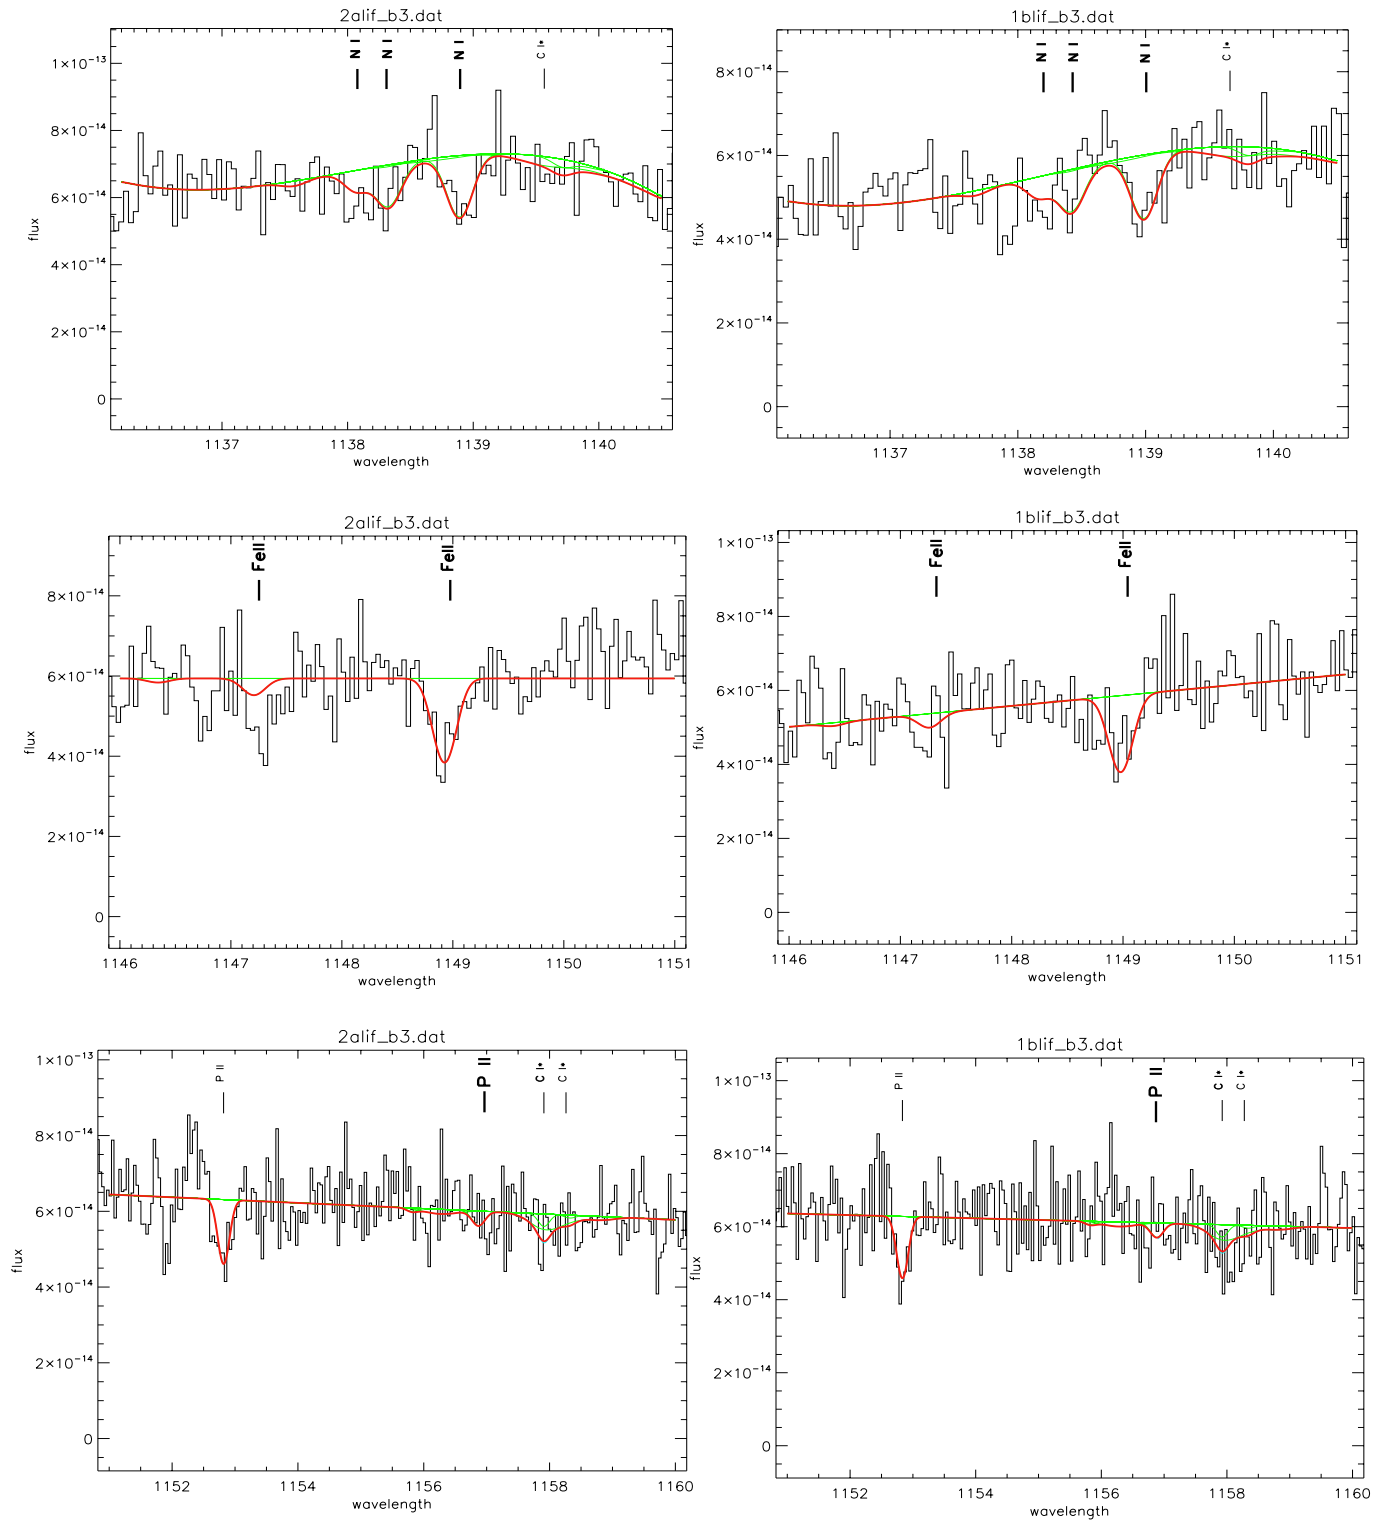 2alif_b3.dat
N I
N I
N I
C I*
1×10⁻¹³
8×10⁻¹⁴
6×10⁻¹⁴
4×10⁻¹⁴
2×10⁻¹⁴
0
flux
1137
1138
1139
1140
wavelength
1blif_b3.dat
N I
N I
N I
C I*
8×10⁻¹⁴
6×10⁻¹⁴
4×10⁻¹⁴
2×10⁻¹⁴
0
flux
1137
1138
1139
1140
wavelength
2alif_b3.dat
FeII
FeII
8×10⁻¹⁴
6×10⁻¹⁴
4×10⁻¹⁴
2×10⁻¹⁴
0
flux
1146
1147
1148
1149
1150
1151
wavelength
1blif_b3.dat
FeII
FeII
1×10⁻¹³
8×10⁻¹⁴
6×10⁻¹⁴
4×10⁻¹⁴
2×10⁻¹⁴
0
flux
1146
1147
1148
1149
1150
1151
wavelength
2alif_b3.dat
P II
P II
C I*
C I*
1×10⁻¹³
8×10⁻¹⁴
6×10⁻¹⁴
4×10⁻¹⁴
2×10⁻¹⁴
0
flux
1152
1154
1156
1158
1160
wavelength
1blif_b3.dat
P II
P II
C I*
C I*
1×10⁻¹³
8×10⁻¹⁴
6×10⁻¹⁴
4×10⁻¹⁴
2×10⁻¹⁴
0
flux
1152
1154
1156
1158
1160
wavelength